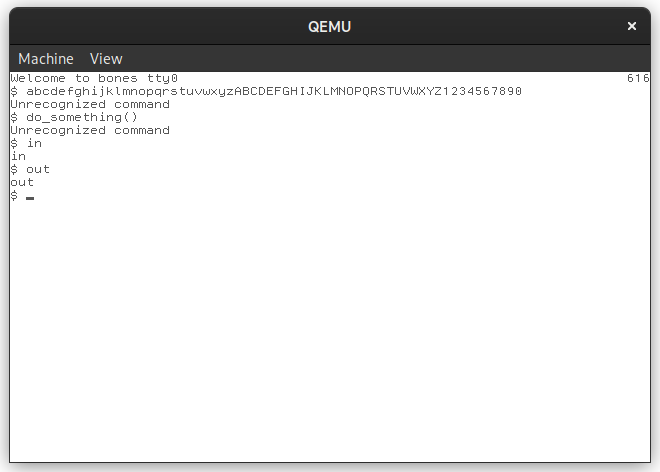 QEMU ×
Machine View
Welcome to bones tty0 616
$ abcdefghijklmnopqrstuvwxyzABCDEFGHIJKLMNOPQRSTUVWXYZ1234567890
Unrecognized command
$ do_something()
Unrecognized command
$ in
in
$ out
out
$ _